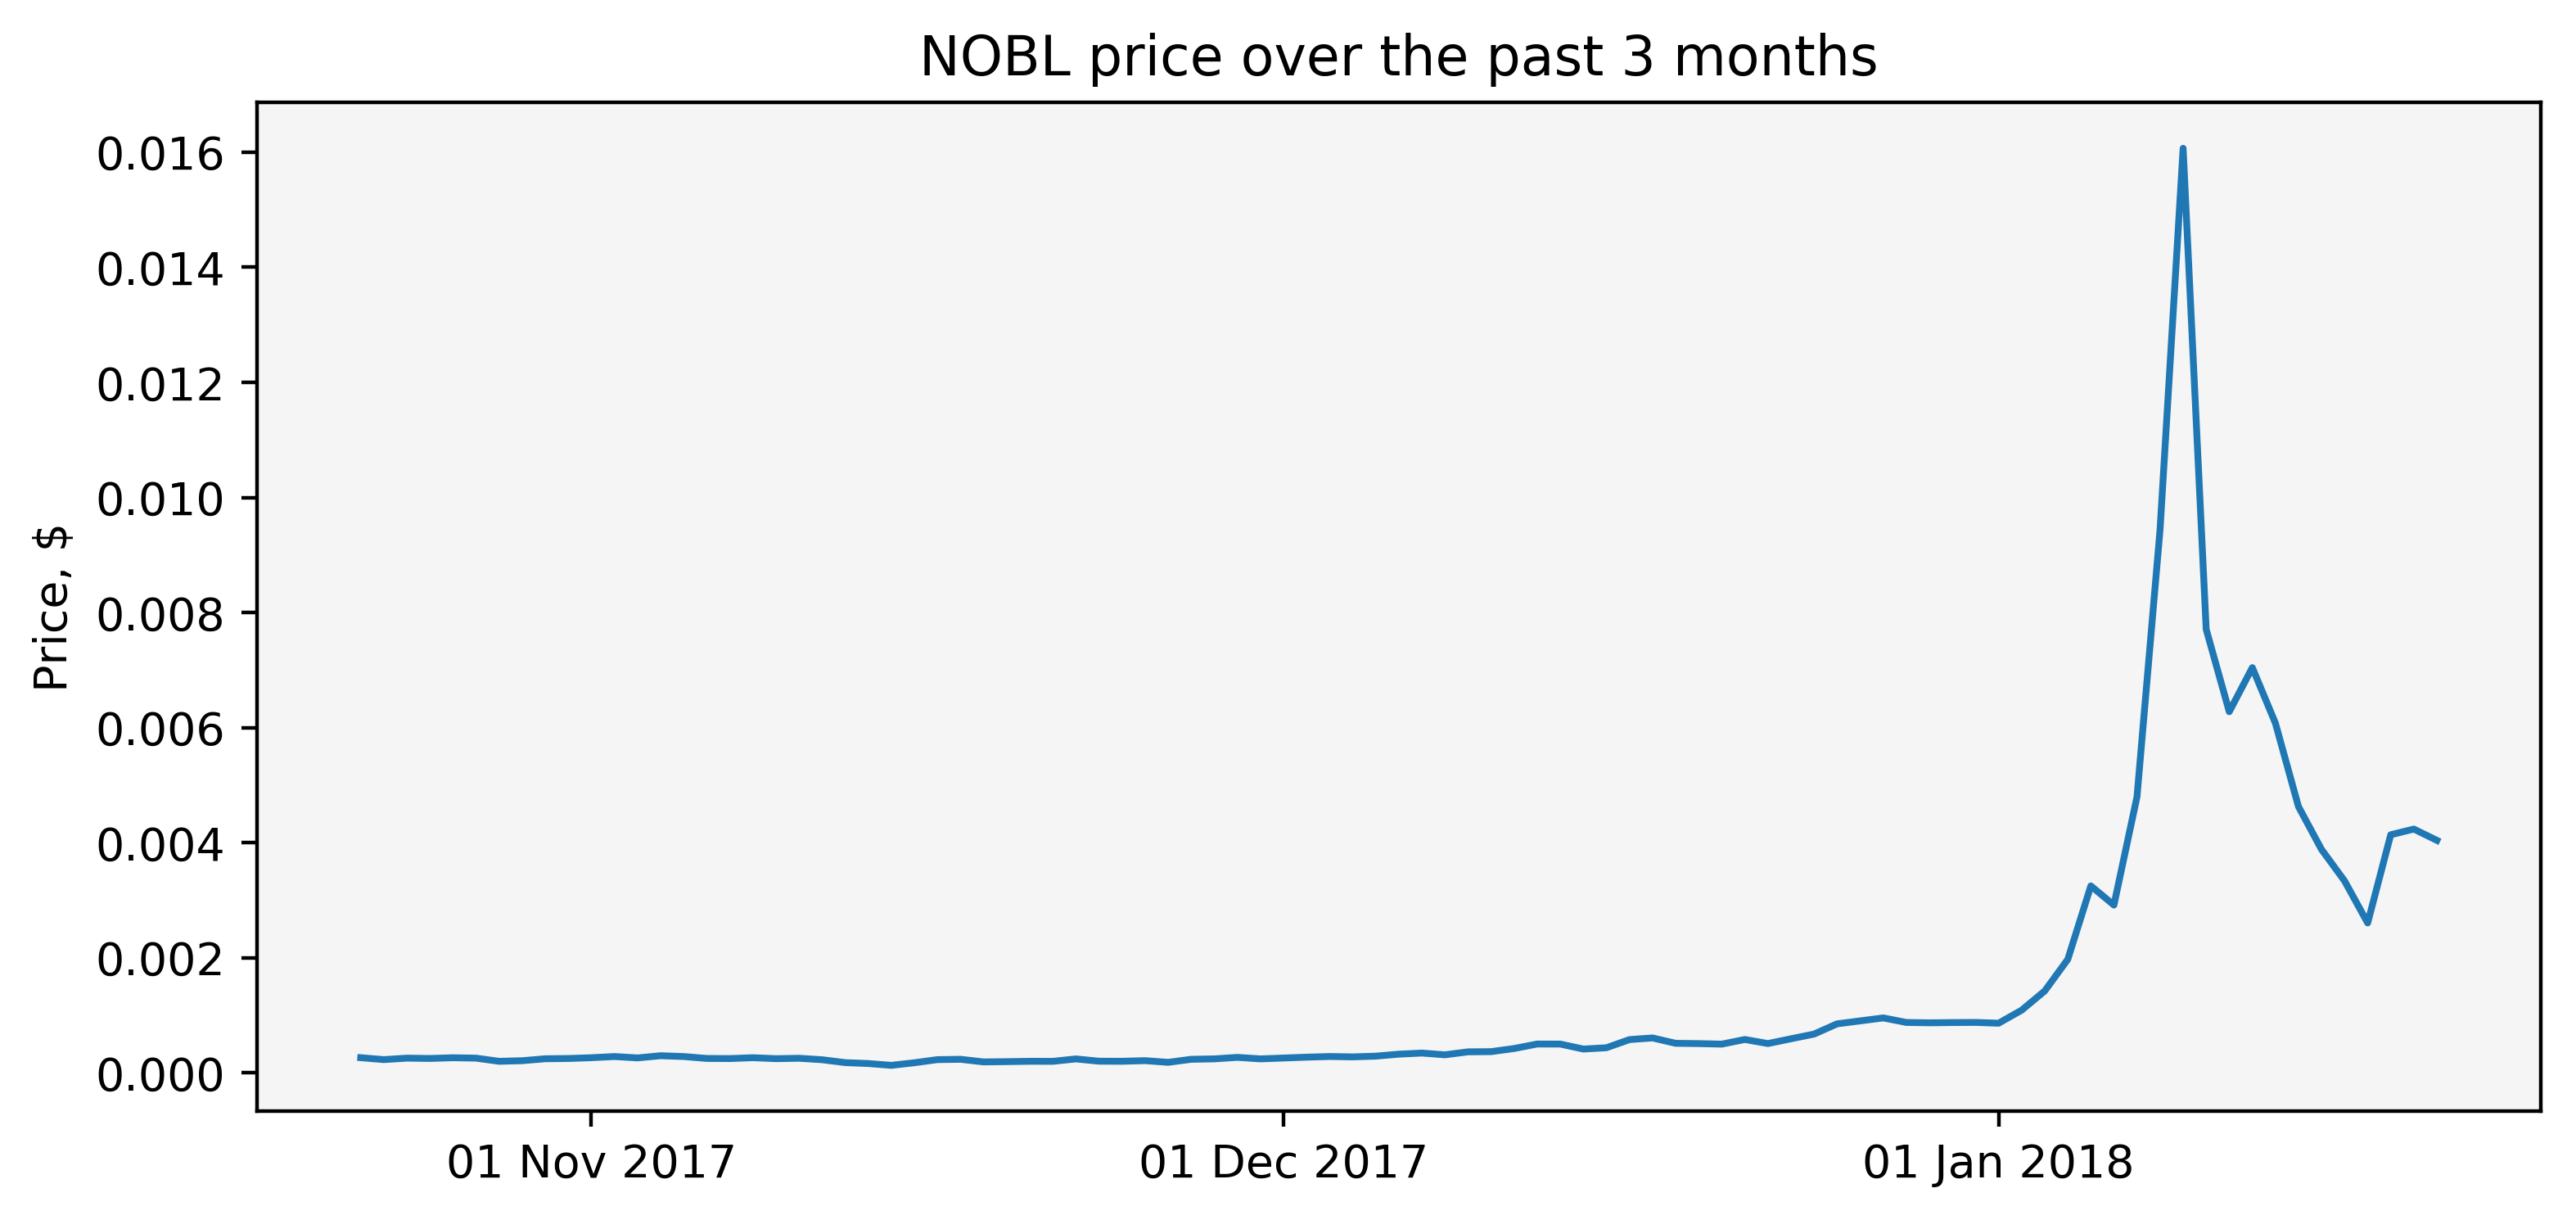 NOBL price over the past 3 months
Price, $
0.016
0.014
0.012
0.010
0.008
0.006
0.004
0.002
0.000
01 Nov 2017
01 Dec 2017
01 Jan 2018